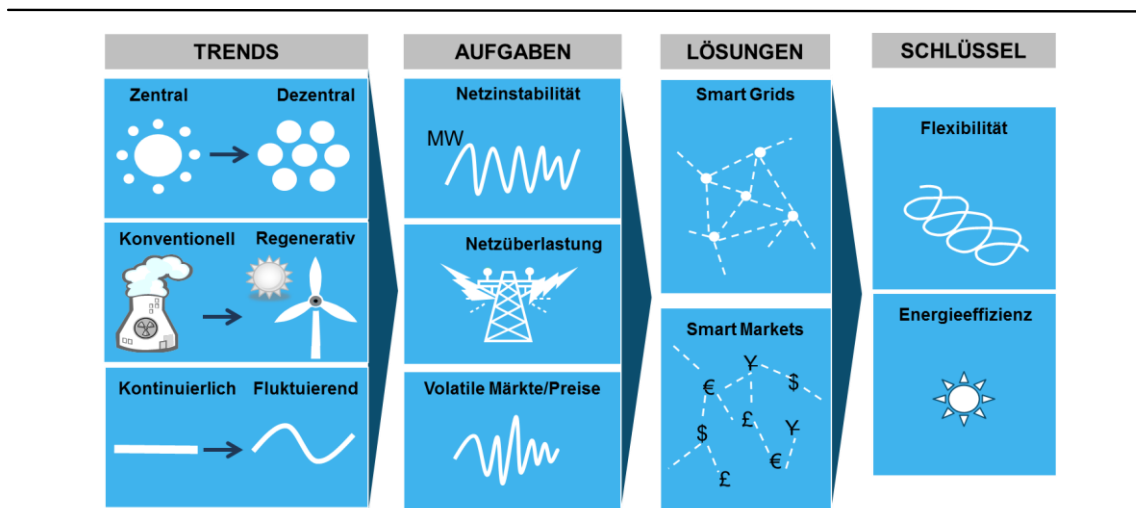 TRENDS
Zentral
Dezentral
Konventionell
Regenerativ
Kontinuierlich
Fluktuierend
AUFGABEN
Netzinstabilität
MW
Netzüberlastung
Volatile Märkte/Preise
LÖSUNGEN
Smart Grids
Smart Markets
¥
€
$
$
£
¥
€
£
SCHLÜSSEL
Flexibilität
Energieeffizienz